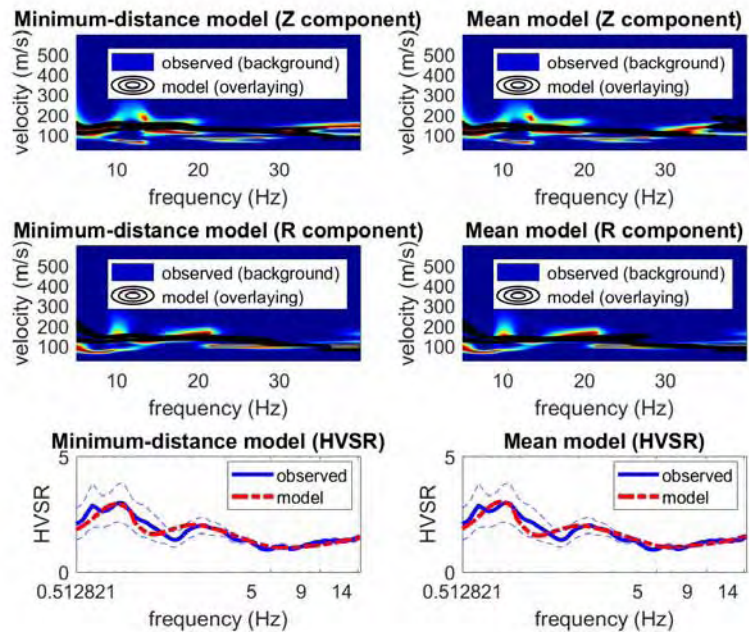 Minimum-distance model (Z component)
velocity (m/s)
500
400
300
200
100
observed (background)
model (overlaying)
10
20
30
frequency (Hz)
Mean model (Z component)
velocity (m/s)
500
400
300
200
100
observed (background)
model (overlaying)
10
20
30
frequency (Hz)
Minimum-distance model (R component)
velocity (m/s)
500
400
300
200
100
observed (background)
model (overlaying)
10
20
30
frequency (Hz)
Mean model (R component)
velocity (m/s)
500
400
300
200
100
observed (background)
model (overlaying)
10
20
30
frequency (Hz)
Minimum-distance model (HVSR)
HVSR
5
0
observed
model
0.512821
5
9
14
frequency (Hz)
Mean model (HVSR)
HVSR
5
0
observed
model
0.512821
5
9
14
frequency (Hz)